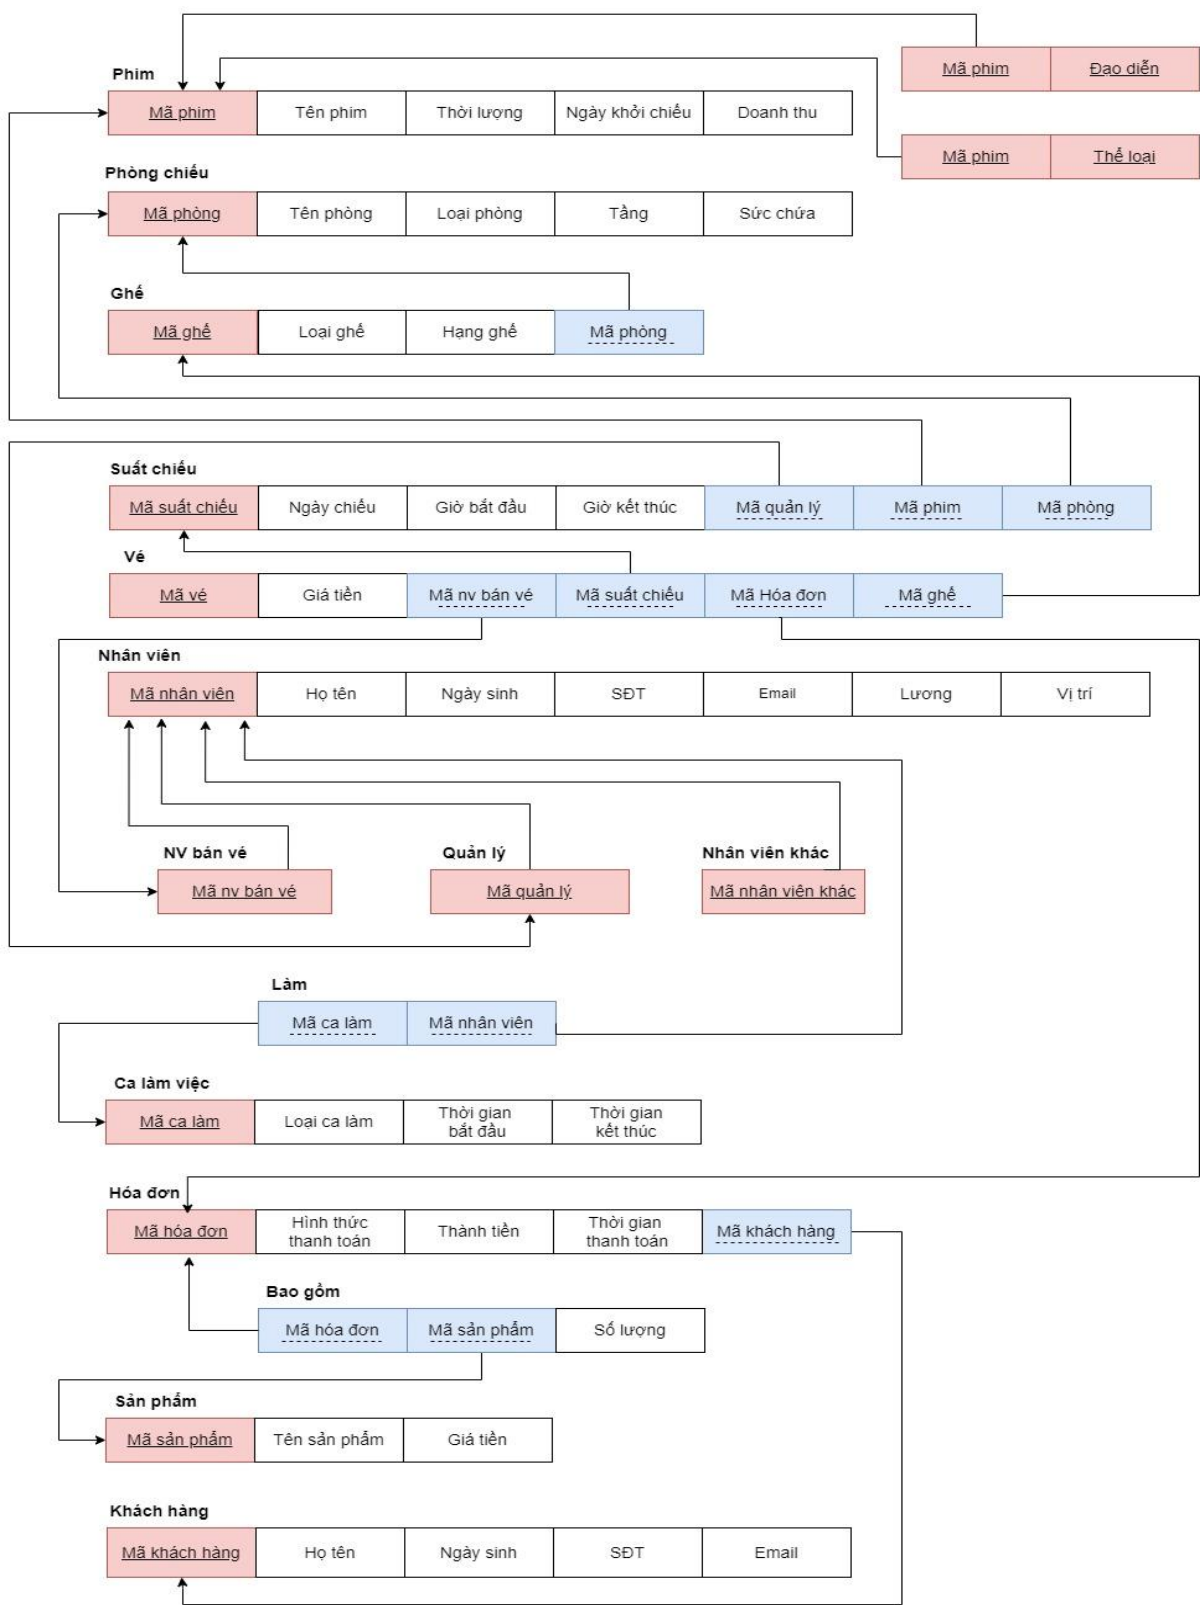 Mã phim Đạo diễn
Phim
Mã phim Tên phim Thời lượng Ngày khởi chiếu Doanh thu
Mã phim Thể loại
Phòng chiếu
Mã phòng Tên phòng Loại phòng Tầng Sức chứa
Ghế
Mã ghế Loại ghế Hạng ghế Mã phòng
Suất chiếu
Mã suất chiếu Ngày chiếu Giờ bắt đầu Giờ kết thúc Mã quản lý Mã phim Mã phòng
Vé
Mã vé Giá tiền Mã nv bán vé Mã suất chiếu Mã Hóa đơn Mã ghế
Nhân viên
Mã nhân viên Họ tên Ngày sinh SĐT Email Lương Vị trí
NV bán vé Quản lý Nhân viên khác
Mã nv bán vé Mã quản lý Mã nhân viên khác
Làm
Mã ca làm Mã nhân viên
Ca làm việc
Mã ca làm Loại ca làm Thời gian bắt đầu Thời gian kết thúc
Hóa đơn
Mã hóa đơn Hình thức thanh toán Thành tiền Thời gian thanh toán Mã khách hàng
Bao gồm
Mã hóa đơn Mã sản phẩm Số lượng
Sản phẩm
Mã sản phẩm Tên sản phẩm Giá tiền
Khách hàng
Mã khách hàng Họ tên Ngày sinh SĐT Email